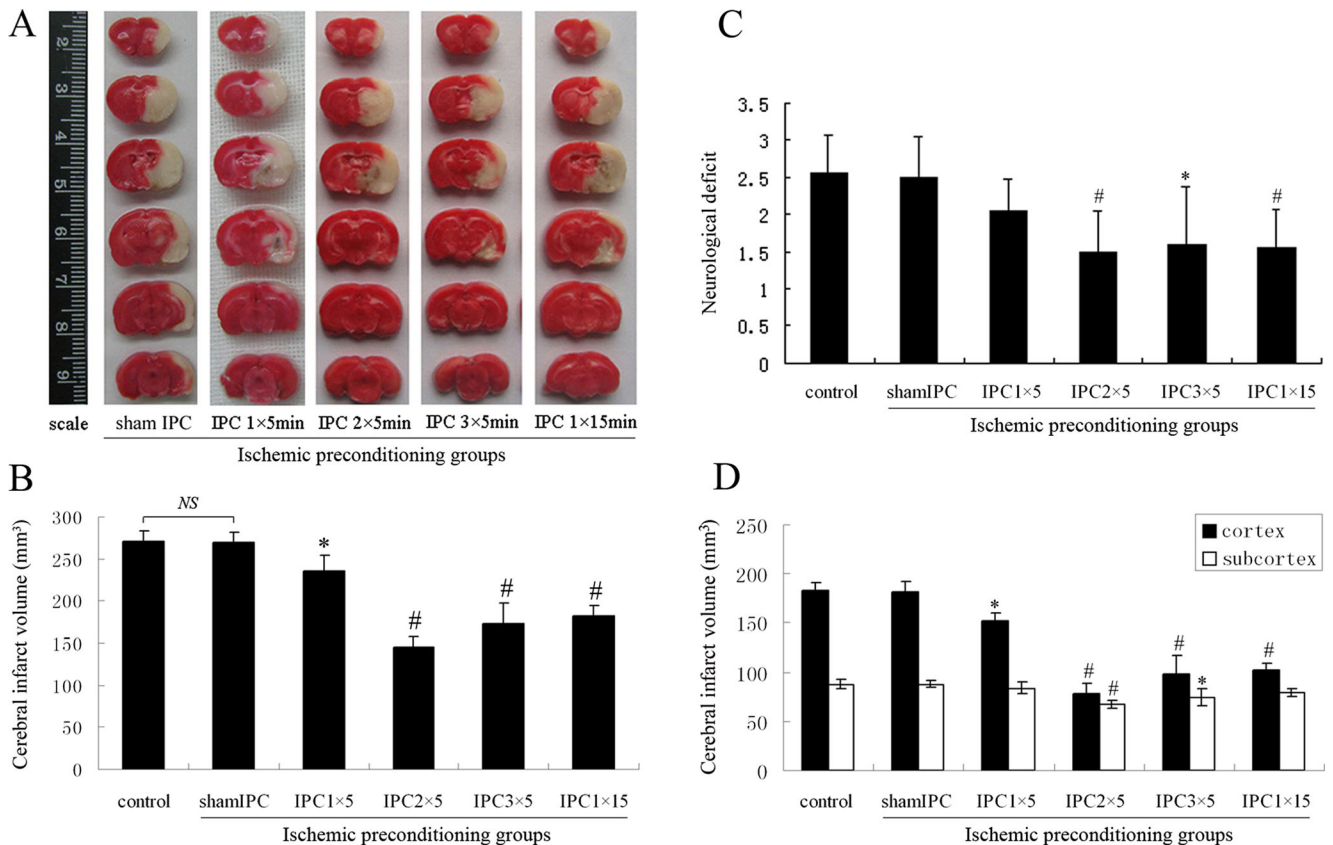 A
2
3
4
5
6
7
8
9
scale
sham IPC
IPC 1×5min
IPC 2×5min
IPC 3×5min
IPC 1×15min
Ischemic preconditioning groups
B
NS
*
#
#
#
Cerebral infarct volume (mm³)
300
250
200
150
100
50
0
control
shamIPC
IPC1×5
IPC2×5
IPC3×5
IPC1×15
Ischemic preconditioning groups
C
3.5
3
2.5
2
1.5
1
0.5
0
Neurological deficit
#
*
#
control
shamIPC
IPC1×5
IPC2×5
IPC3×5
IPC1×15
Ischemic preconditioning groups
D
cortex
subcortex
250
200
150
100
50
0
Cerebral infarct volume (mm³)
*
#
#
#
*
#
control
shamIPC
IPC1×5
IPC2×5
IPC3×5
IPC1×15
Ischemic preconditioning groups